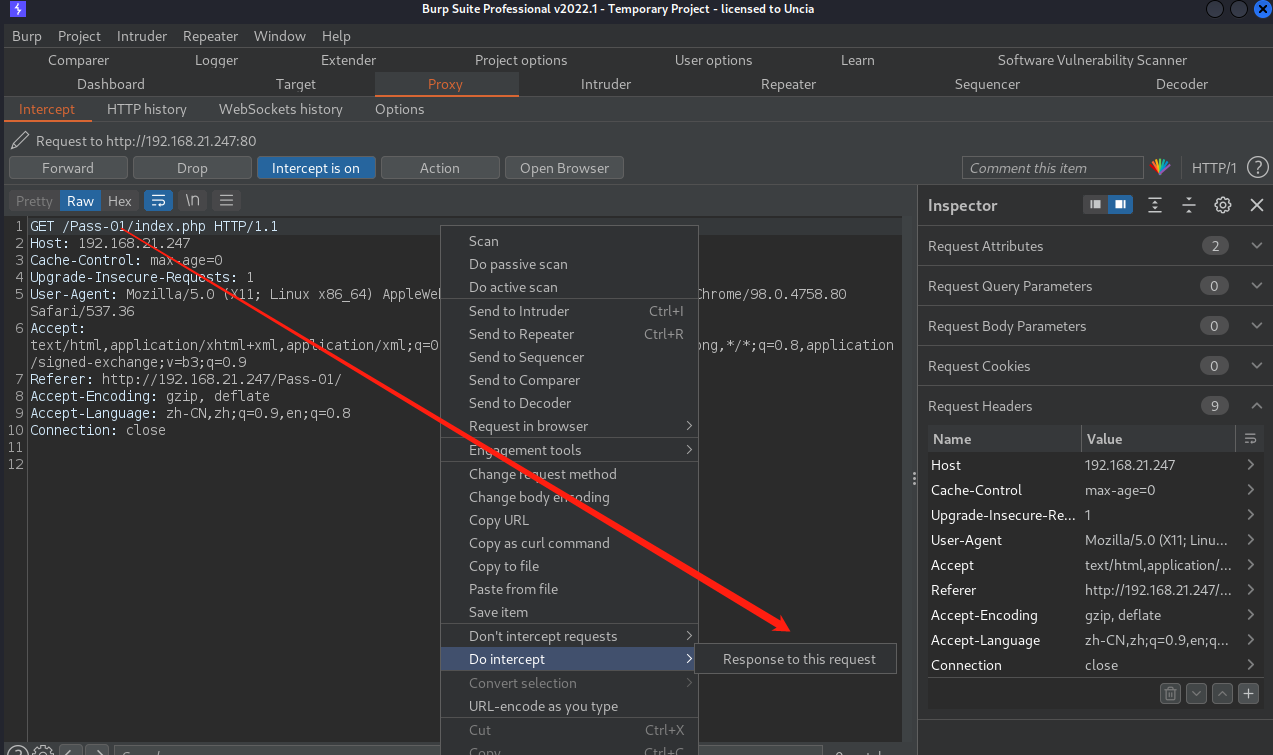 Burp Suite Professional v2022.1 - Temporary Project - licensed to Uncia
Burp Project Intruder Repeater Window Help
Comparer Logger Extender Project options User options Learn Software Vulnerability Scanner
Dashboard Target Proxy Intruder Repeater Sequencer Decoder
Intercept HTTP history WebSockets history Options
Request to http://192.168.21.247:80
Forward Drop Intercept is on Action Open Browser Comment this item HTTP/1 ?
Pretty Raw Hex \n
1 GET /Pass-01/index.php HTTP/1.1
2 Host: 192.168.21.247
3 Cache-Control: max-age=0
4 Upgrade-Insecure-Requests: 1
5 User-Agent: Mozilla/5.0 (X11; Linux x86_64) AppleWeb Chrome/98.0.4758.80
Safari/537.36
6 Accept:
text/html,application/xhtml+xml,application/xml;q=0 ong,*/*;q=0.8,application
/signed-exchange;v=b3;q=0.9
7 Referer: http://192.168.21.247/Pass-01/
8 Accept-Encoding: gzip, deflate
9 Accept-Language: zh-CN,zh;q=0.9,en;q=0.8
10 Connection: close
11
12
Scan
Do passive scan
Do active scan
Send to Intruder Ctrl+I
Send to Repeater Ctrl+R
Send to Sequencer
Send to Comparer
Send to Decoder
Request in browser
Engagement tools
Change request method
Change body encoding
Copy URL
Copy as curl command
Copy to file
Paste from file
Save item
Don't intercept requests
Do intercept
Response to this request
Convert selection
URL-encode as you type
Cut Ctrl+X
Copy Ctrl+C
Inspector
Request Attributes 2
Request Query Parameters 0
Request Body Parameters 0
Request Cookies 0
Request Headers 9
Name Value
Host 192.168.21.247
Cache-Control max-age=0
Upgrade-Insecure-Re... 1
User-Agent Mozilla/5.0 (X11; Linu...
Accept text/html,application/...
Referer http://192.168.21.247/...
Accept-Encoding gzip, deflate
Accept-Language zh-CN,zh;q=0.9,en;q...
Connection close